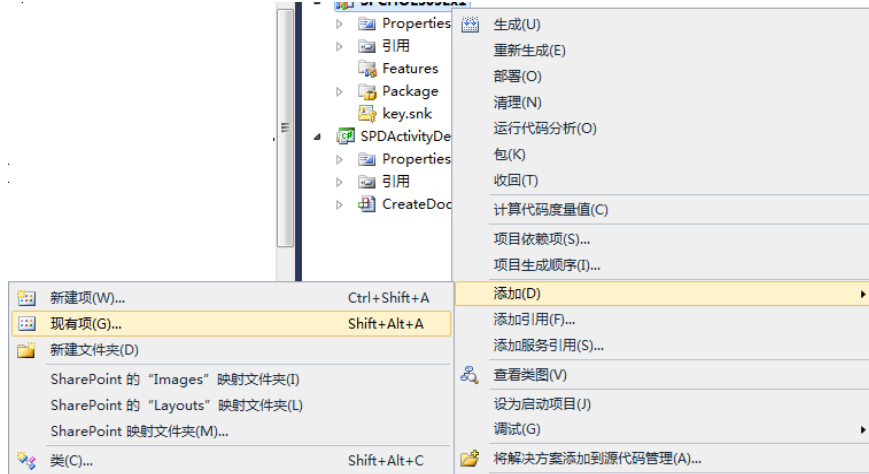 Properties
引用
Features
Package
key.snk
SPDActivityDe
Properties
引用
CreateDoc
生成(U)
重新生成(E)
部署(O)
清理(N)
运行代码分析(O)
包(K)
收回(T)
计算代码度量值(C)
项目依赖项(S)...
项目生成顺序(I)...
添加(D)
添加引用(F)...
添加服务引用(S)...
查看类图(V)
设为启动项目(J)
调试(G)
将解决方案添加到源代码管理(A)...
新建项(W)... Ctrl+Shift+A
现有项(G)... Shift+Alt+A
新建文件夹(D)
SharePoint 的 “Images” 映射文件夹(I)
SharePoint 的 “Layouts” 映射文件夹(L)
SharePoint 映射文件夹(M)...
类(C)... Shift+Alt+C